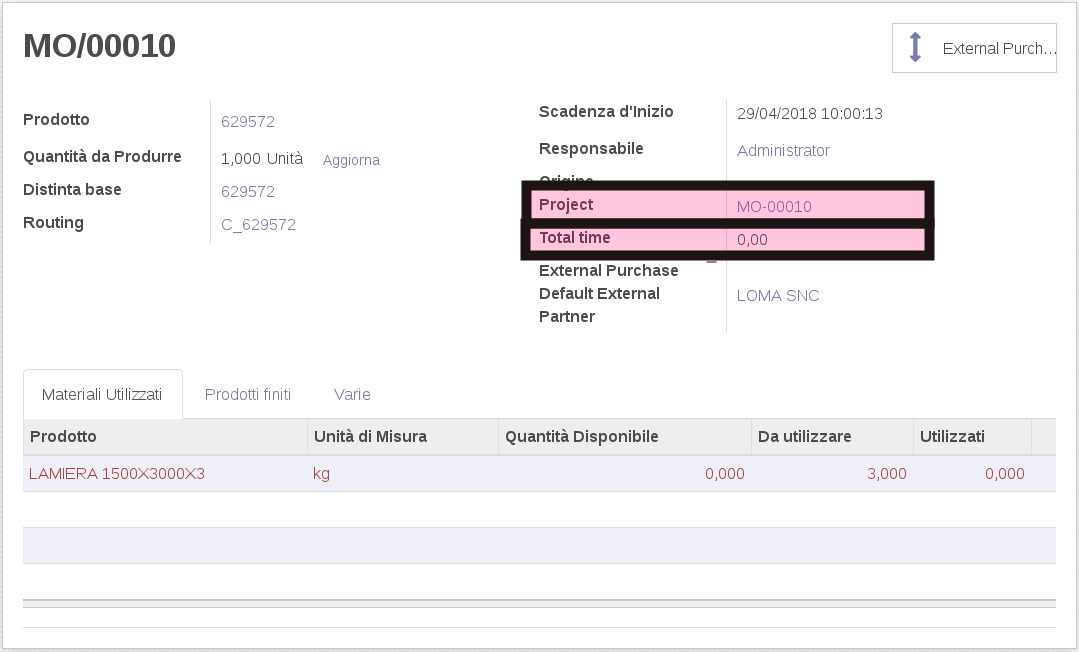 MO/00010
External Purch...
Prodotto 629572
Quantità da Produrre 1,000 Unità Aggiorna
Distinta base 629572
Routing C_629572
Scadenza d'Inizio 29/04/2018 10:00:13
Responsabile Administrator
Origine
Project MO-00010
Total time 0,00
External Purchase
Default External
Partner
LOMA SNC
Materiali Utilizzati Prodotti finiti Varie
Prodotto Unità di Misura Quantità Disponibile Da utilizzare Utilizzati
LAMIERA 1500X3000X3 kg 0,000 3,000 0,000